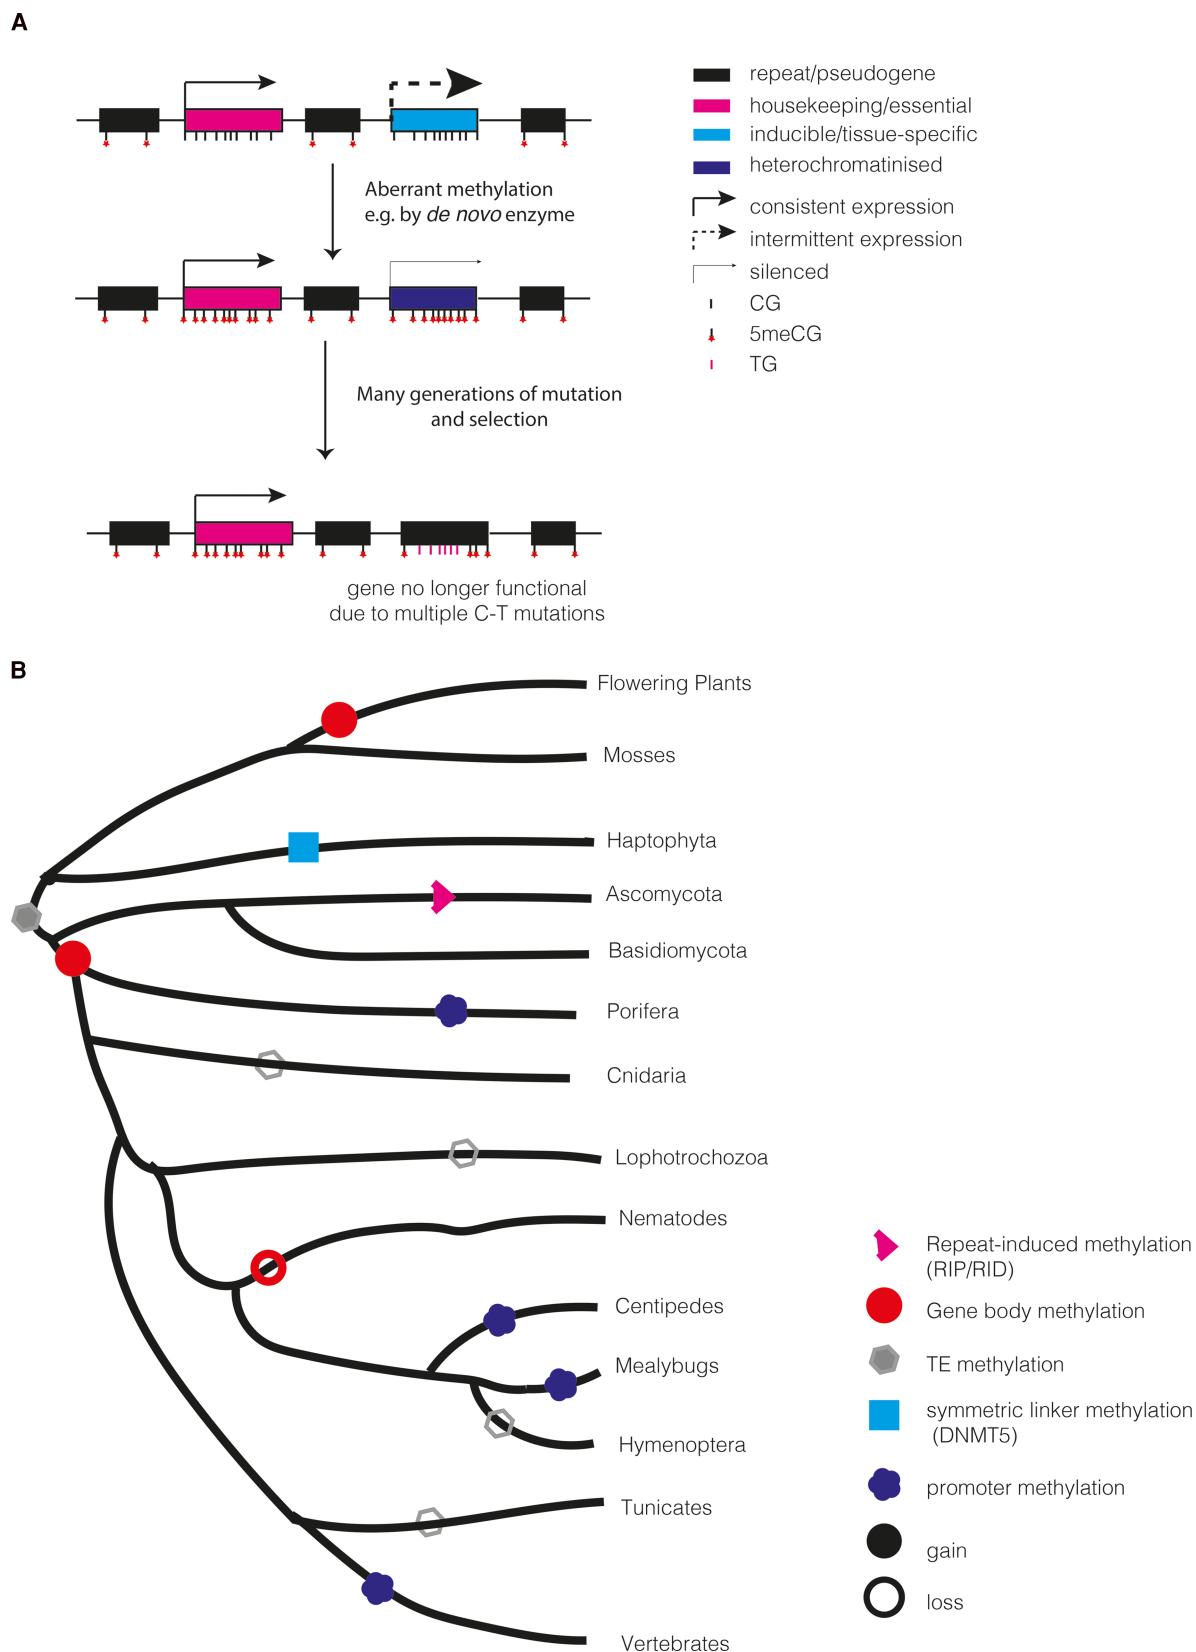 A
repeat/pseudogene
housekeeping/essential
inducible/tissue-specific
heterochromatinised
consistent expression
intermittent expression
silenced
CG
5meCG
TG
Aberrant methylation
e.g. by de novo enzyme
Many generations of mutation
and selection
gene no longer functional
due to multiple C-T mutations
B
Flowering Plants
Mosses
Haptophyta
Ascomycota
Basidiomycota
Porifera
Cnidaria
Lophotrochozoa
Nematodes
Centipedes
Mealybugs
Hymenoptera
Tunicates
Vertebrates
Repeat-induced methylation
(RIP/RID)
Gene body methylation
TE methylation
symmetric linker methylation
(DNMT5)
promoter methylation
gain
loss